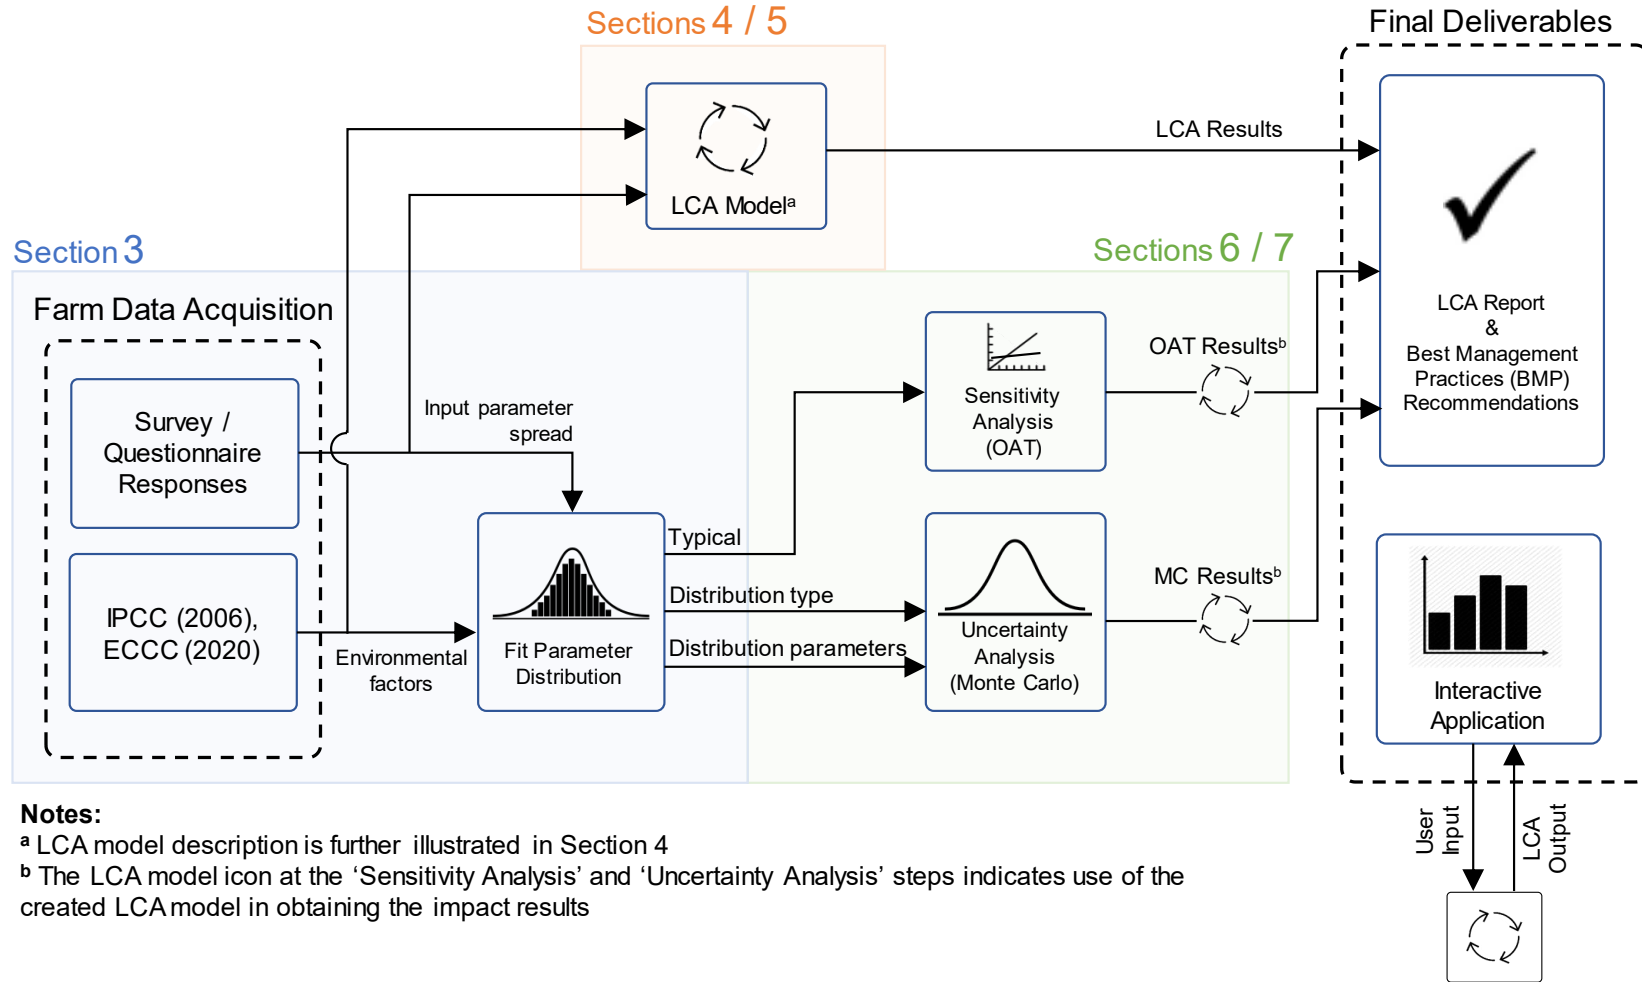 Sections 4 / 5
Final Deliverables
LCA Results
LCA Modelᵃ
Section 3
Sections 6 / 7
Farm Data Acquisition
Survey /
Questionnaire
Responses
Input parameter
spread
IPCC (2006),
ECCC (2020)
Environmental
factors
Fit Parameter
Distribution
Typical
Distribution type
Distribution parameters
Sensitivity
Analysis
(OAT)
OAT Resultsᵇ
Uncertainty
Analysis
(Monte Carlo)
MC Resultsᵇ
LCA Report
&
Best Management
Practices (BMP)
Recommendations
Interactive
Application
User
Input
LCA
Output
Notes:
ᵃ LCA model description is further illustrated in Section 4
ᵇ The LCA model icon at the ‘Sensitivity Analysis’ and ‘Uncertainty Analysis’ steps indicates use of the
created LCA model in obtaining the impact results